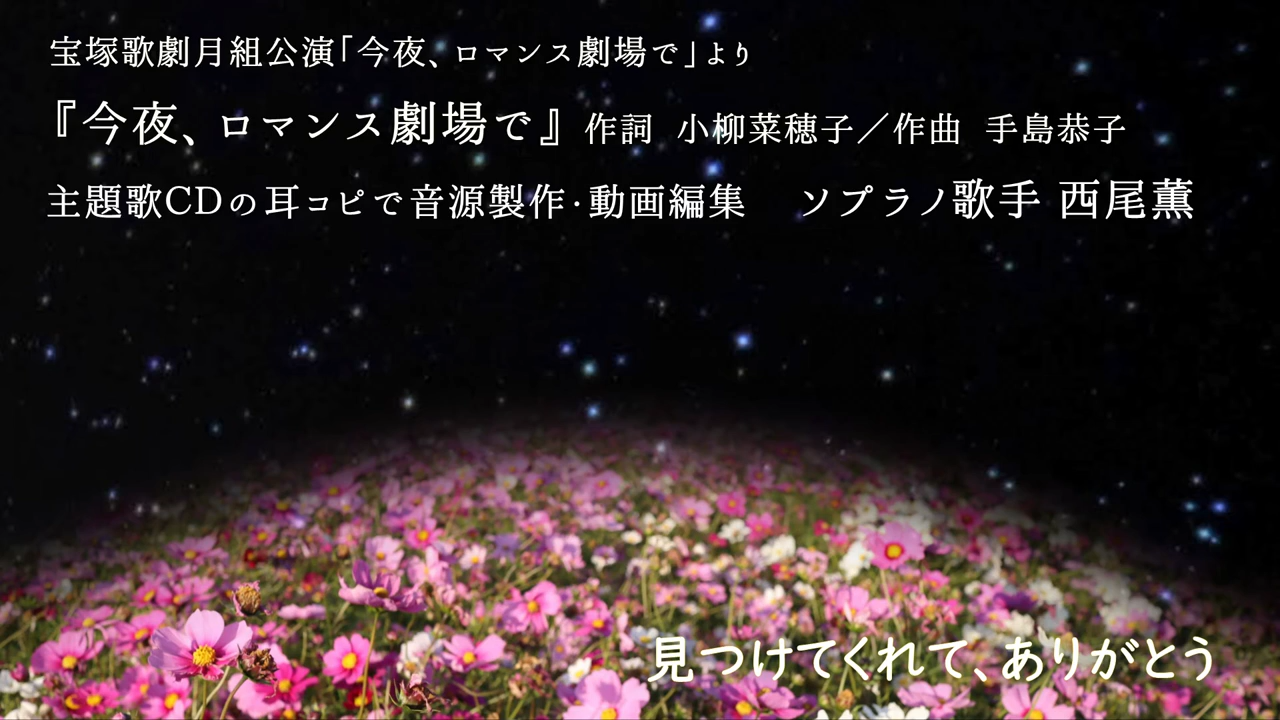 宝塚歌劇月組公演「今夜、ロマンス劇場で」より
『今夜、ロマンス劇場で』作詞 小柳菜穂子／作曲 手島恭子
主題歌CDの耳コピで音源製作·動画編集 ソプラノ歌手 西尾薫
見つけてくれて、ありがとう